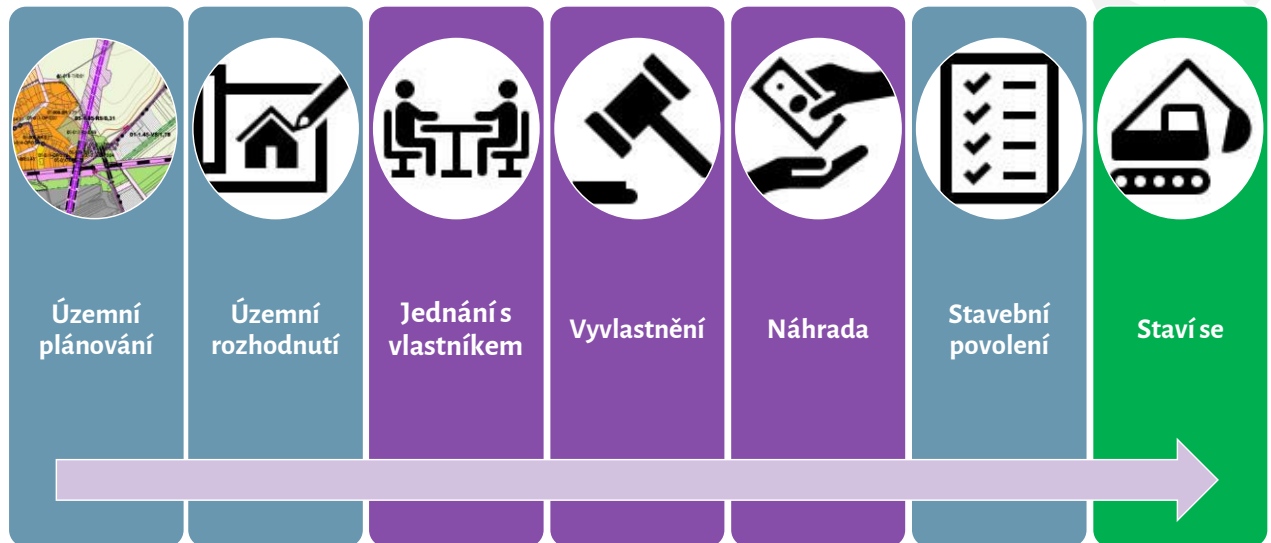 Územní
plánování
Územní
rozhodnutí
Jednání s
vlastníkem
Vyvlastnění
Náhrada
Stavební
povolení
Staví se